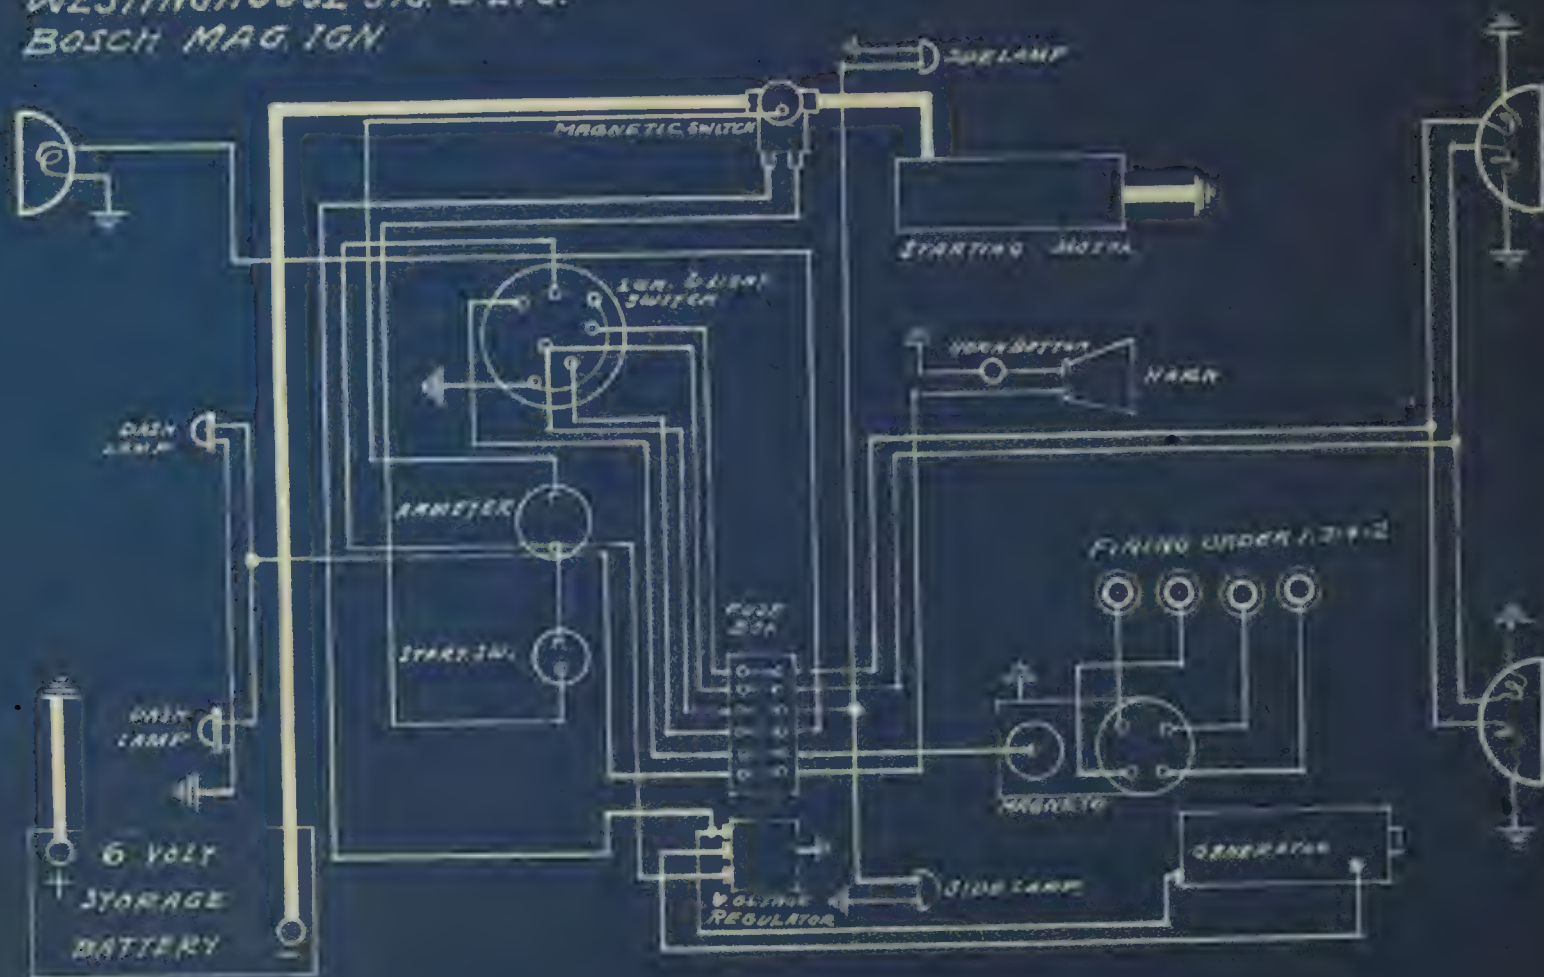 BOSCH MAG. IGN.
SIDE LAMP
MAGNETIC SWITCH
STARTING MOTOR
IGN. & LIGHT
SWITCH
HORN BUTTON
HORN
DASH
LAMP
AMMETER
FIRING ORDER 1-3-4-2
FUSE
BOX
START. SW.
DASH
LAMP
MAGNETO
6 VOLT
+
STORAGE
BATTERY
-
GENERATOR
SIDE LAMP
VOLTAGE
REGULATOR